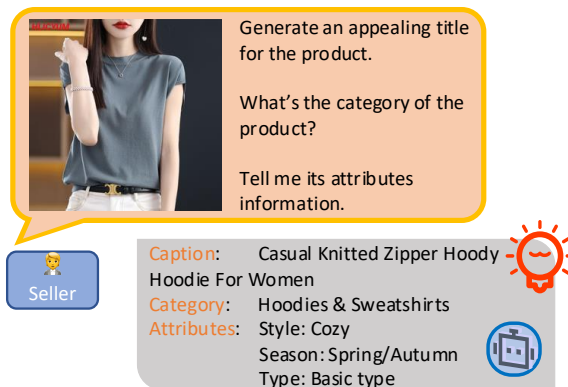 Generate an appealing title
for the product.
What's the category of the
product?
Tell me its attributes
information.
Seller
Caption: Casual Knitted Zipper Hoody
Hoodie For Women
Category: Hoodies & Sweatshirts
Attributes: Style: Cozy
Season: Spring/Autumn
Type: Basic type